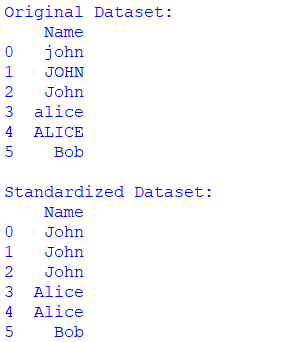 Original Dataset:
    Name
0   john
1   JOHN
2   John
3  alice
4  ALICE
5    Bob

Standardized Dataset:
    Name
0   John
1   John
2   John
3  Alice
4  Alice
5    Bob